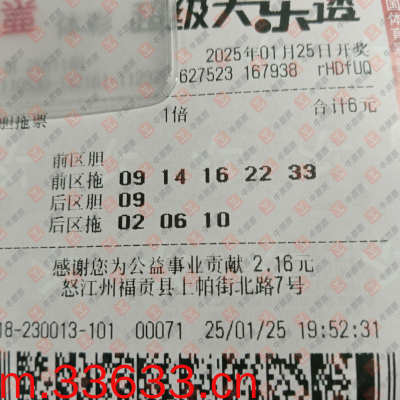 级大乐透
2025年01月25日开奖
627523 167938 rHDfUQ
胆拖票 1倍 合计6元
前区胆
前区拖 09 14 16 22 33
后区胆 09
后区拖 02 06 10
感谢您为公益事业贡献 2.16元
怒江州福贡县上帕街北路7号
18-230013-101 00071 25/01/25 19:52:31
m.33633.cn